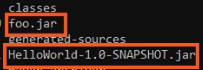 classes
foo.jar
generated-sources
HelloWorld-1.0-SNAPSHOT.jar